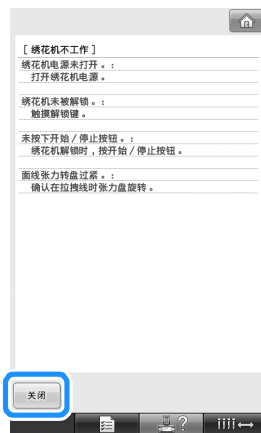 ［绣花机不工作］
绣花机电源未打开。：
打开绣花机电源。
绣花机未被解锁。：
触摸解锁键。
未按下开始／停止按钮。：
绣花机解锁时，按开始／停止按钮。
面线张力转盘过紧。：
确认在拉拽线时张力盘旋转。
关闭
?